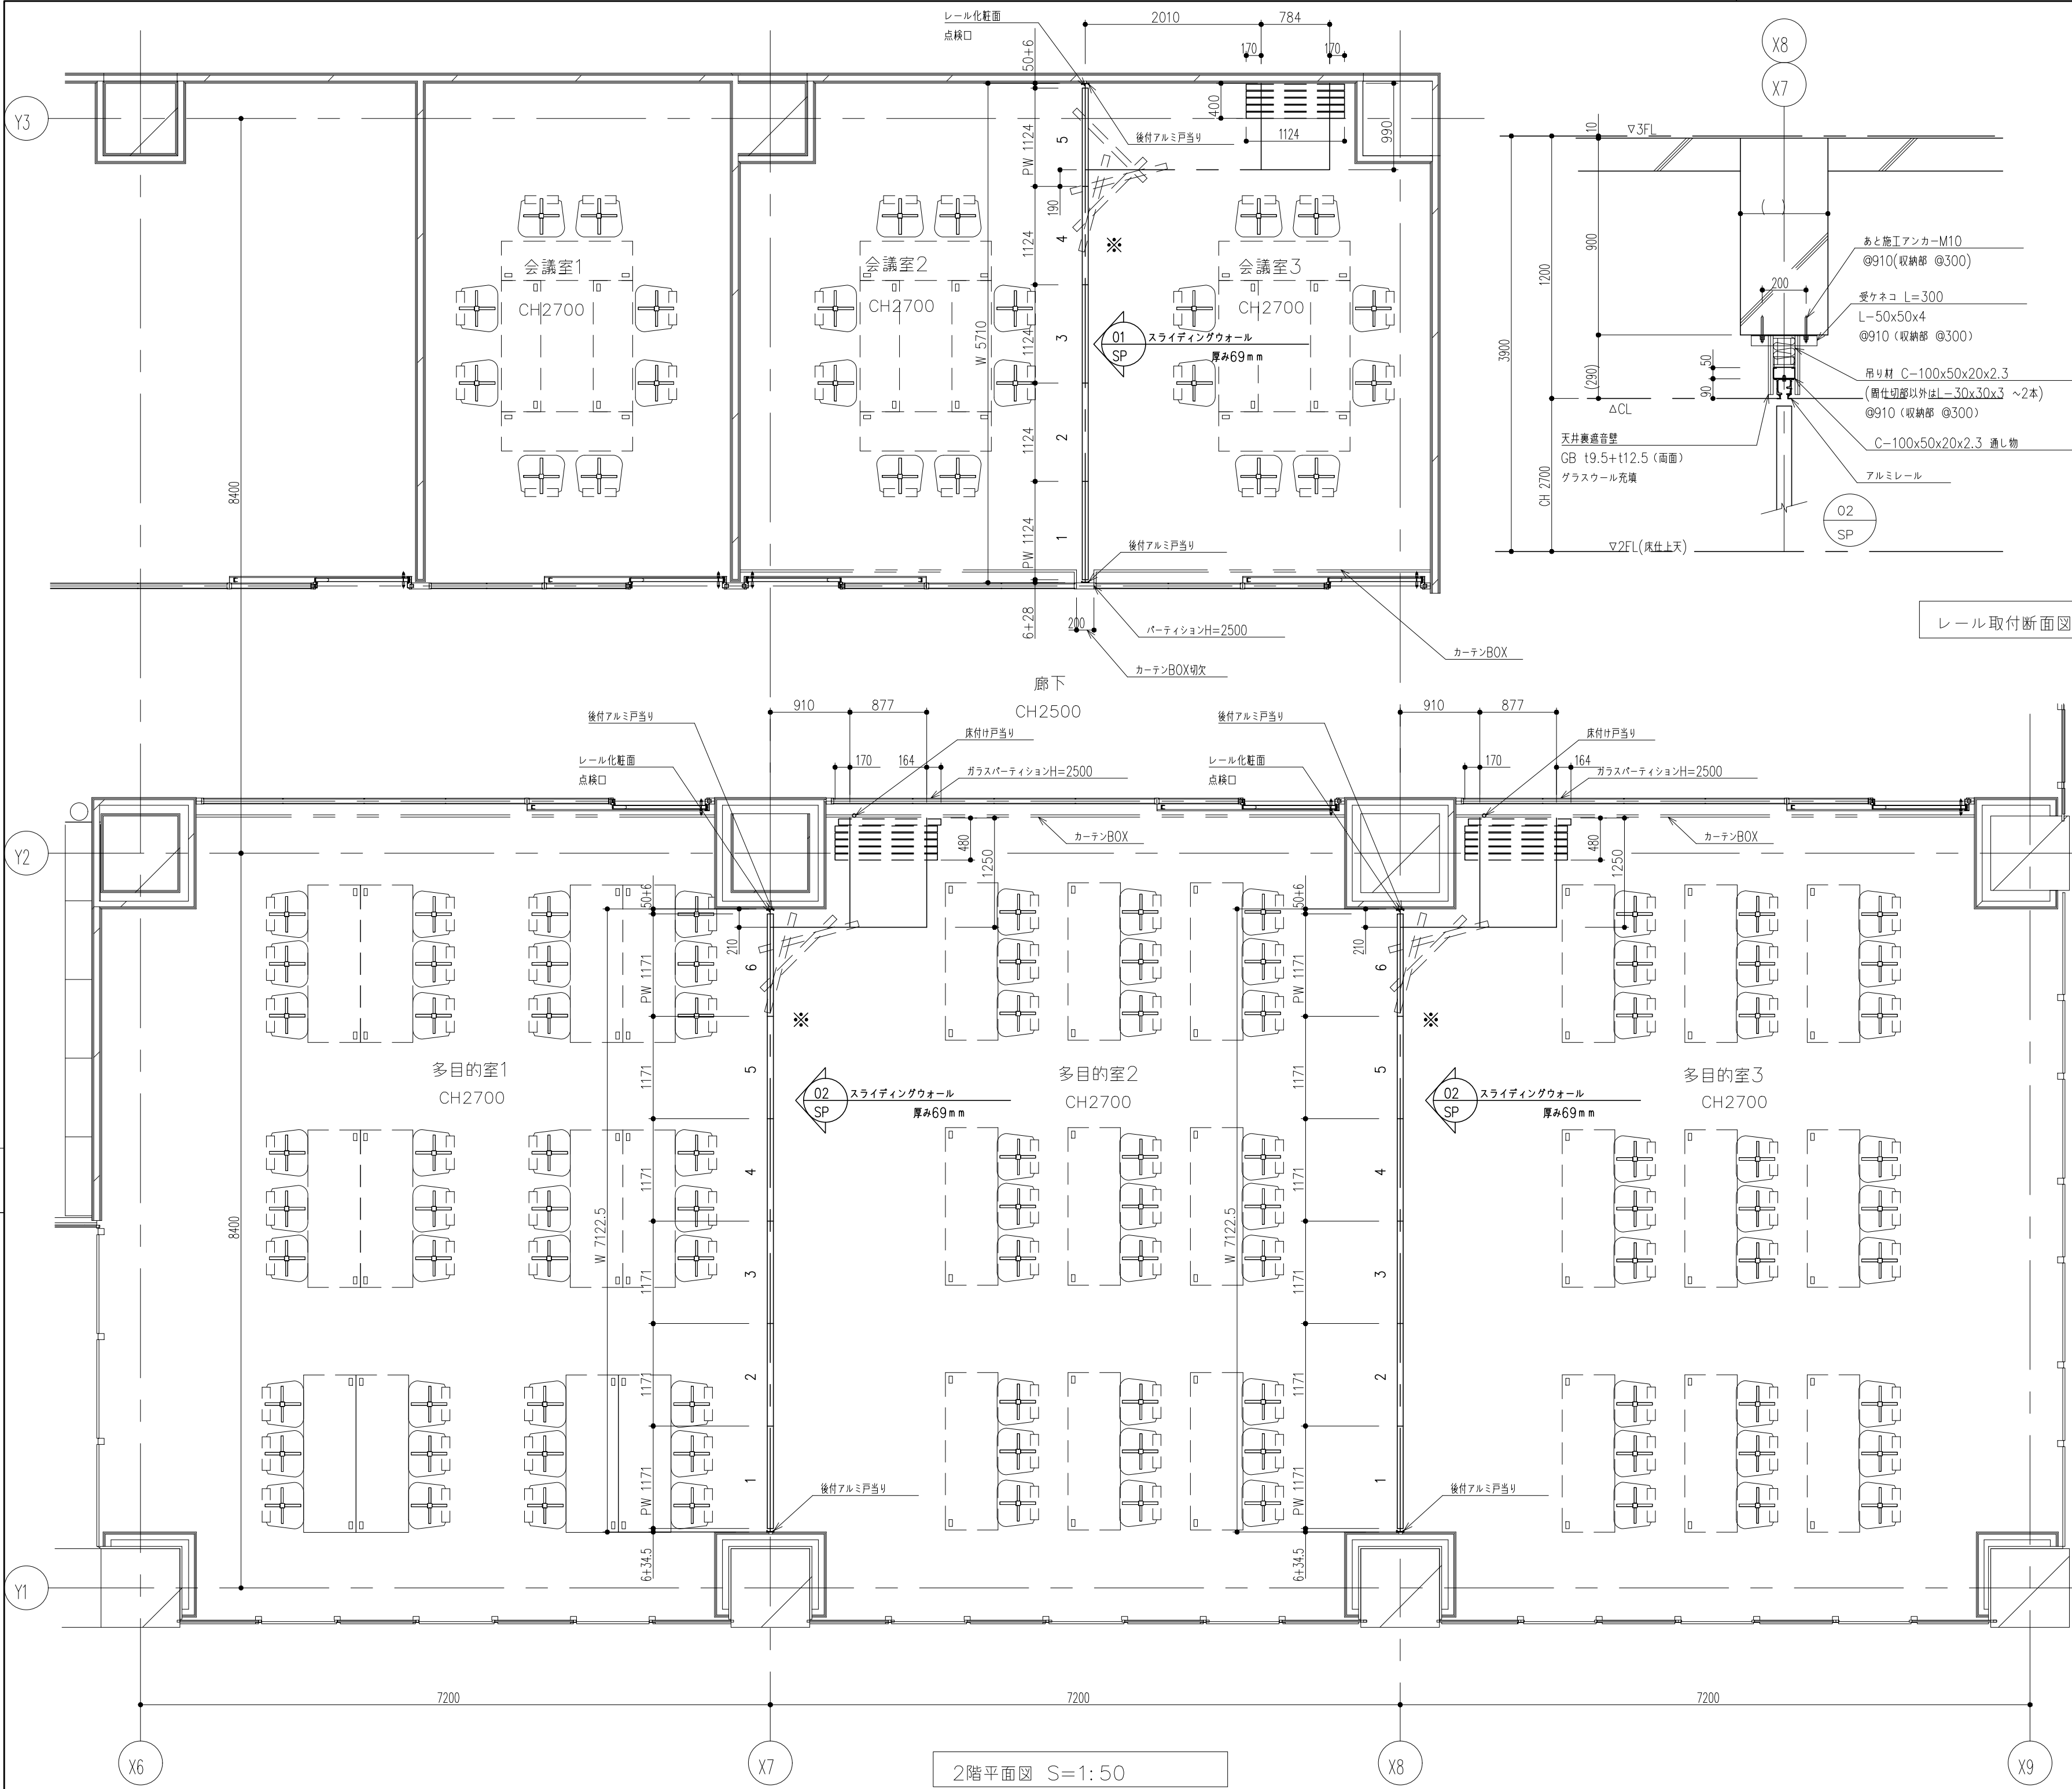 レール化粧面
点検口
2010
784
170
170
50+6
Y3
400
1124
990
後付アルミ戸当り
PW 1124
5
190
4
1124
※
会議室1
CH2700
会議室2
CH2700
会議室3
CH2700
W 5710
01
SP
スライディングウォール
厚み69mm
3
1124
2
1124
8400
1
PW 1124
後付アルミ戸当り
6+28
200
パーティションH=2500
カーテンBOX切欠
カーテンBOX
廊下
CH2500
X8
X7
10
▽3FL
900
1200
3900
(  )
あと施工アンカーM10
@910(収納部 @300)
200
受ケネコ L=300
L-50x50x4
@910(収納部 @300)
50
(290)
90
吊り材 C-100x50x20x2.3
(間仕切部以外はL-30x30x3 ~2本)
@910(収納部 @300)
△CL
C-100x50x20x2.3 通し物
天井裏遮音壁
GB t9.5+t12.5(両面)
グラスウール充填
アルミレール
CH 2700
02
SP
▽2FL(床仕上天)
レール取付断面図
後付アルミ戸当り
レール化粧面
点検口
910
877
170
164
床付け戸当り
ガラスパーティションH=2500
カーテンBOX
480
1250
後付アルミ戸当り
レール化粧面
点検口
910
877
170
164
床付け戸当り
ガラスパーティションH=2500
カーテンBOX
480
1250
Y2
50+6
210
6
PW 1171
※
50+6
210
6
PW 1171
※
多目的室1
CH2700
5
1171
02
SP
スライディングウォール
厚み69mm
多目的室2
CH2700
5
1171
02
SP
スライディングウォール
厚み69mm
多目的室3
CH2700
8400
W 7122.5
4
1171
3
1171
2
1171
1
PW 1171
後付アルミ戸当り
6+34.5
W 7122.5
4
1171
3
1171
2
1171
1
PW 1171
後付アルミ戸当り
6+34.5
Y1
7200
7200
7200
X6
X7
X8
X9
2階平面図 S=1:50